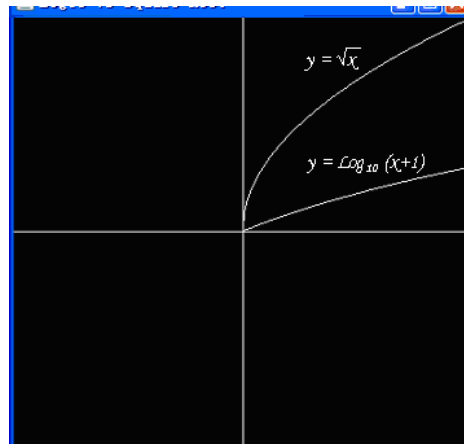 y = √x
y = Log₁₀ (x+1)